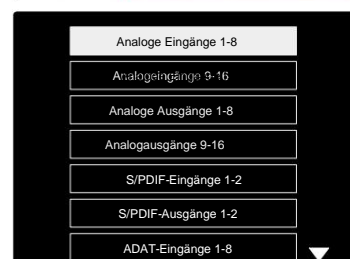 Analoge Eingänge 1-8
Analogeingänge 9-16
Analoge Ausgänge 1-8
Analogausgänge 9-16
S/PDIF-Eingänge 1-2
S/PDIF-Ausgänge 1-2
ADAT-Eingänge 1-8